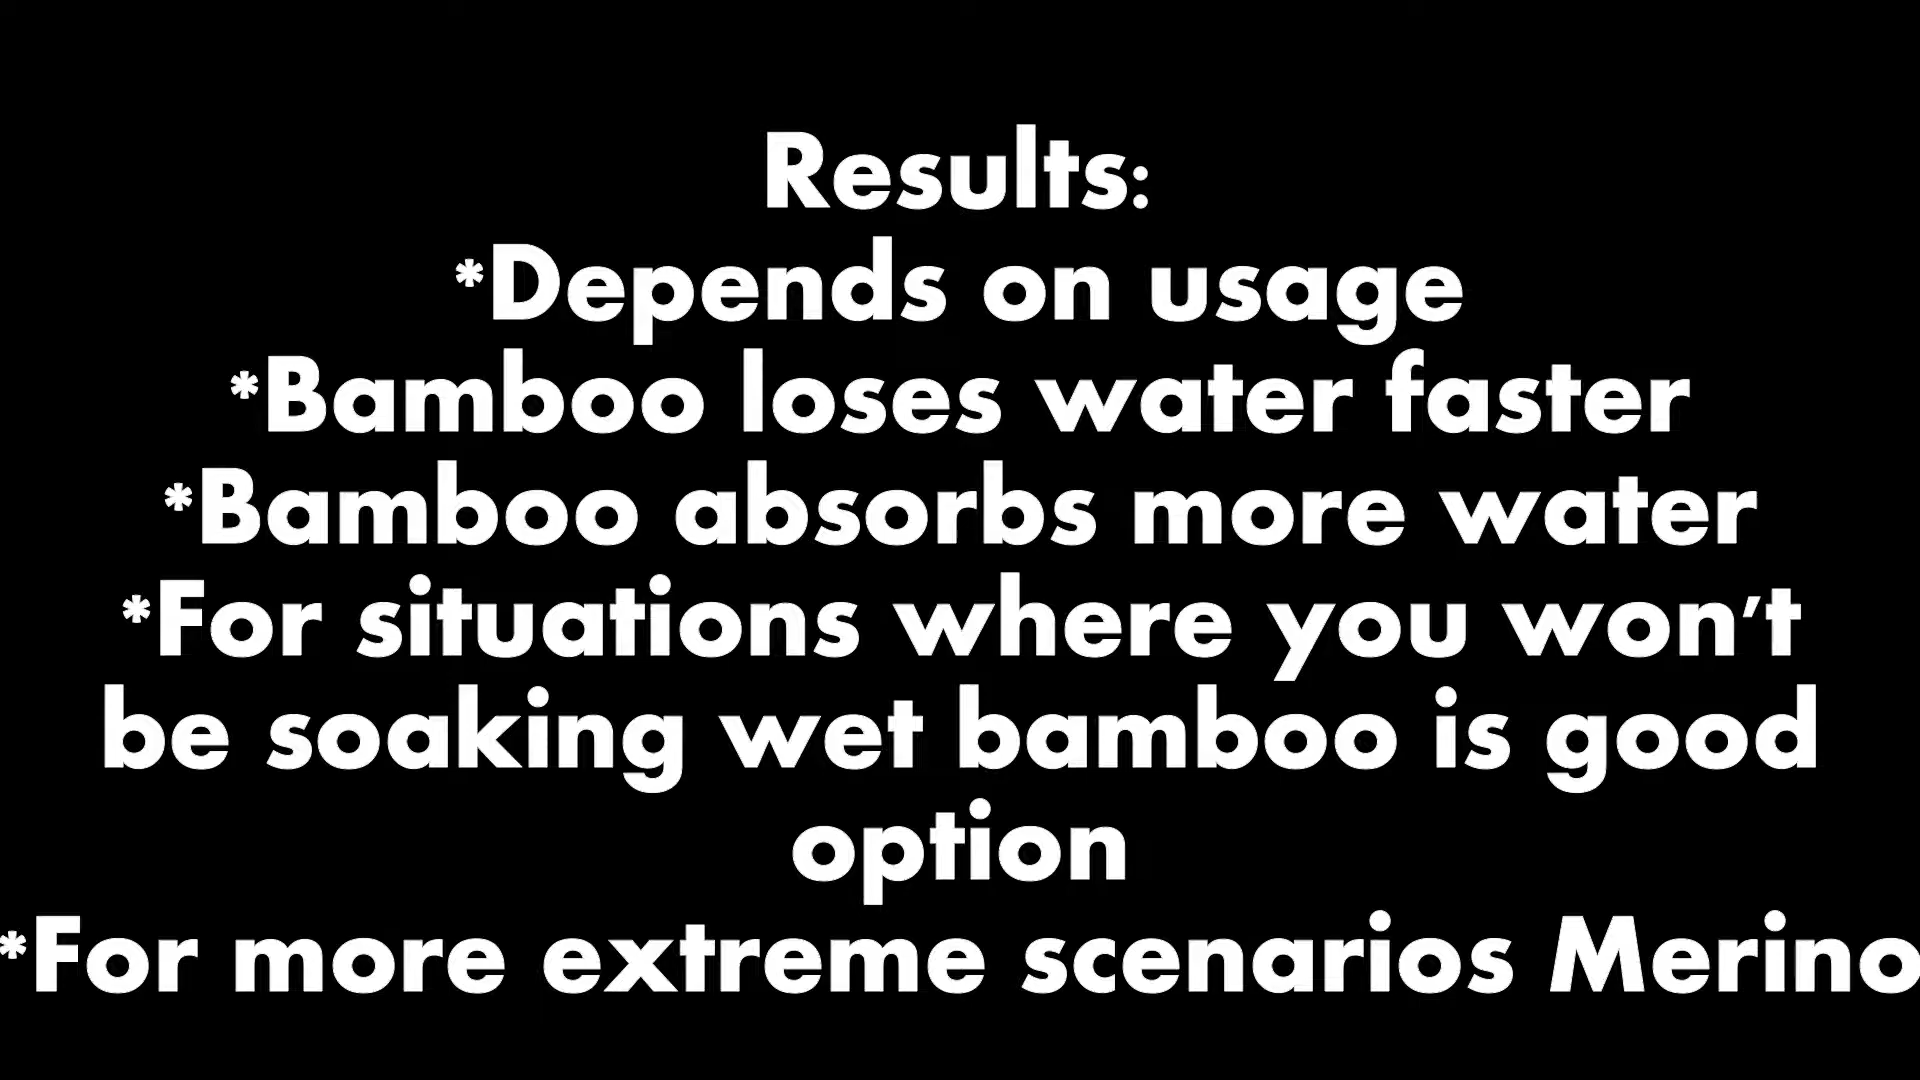 Results:
*Depends on usage
*Bamboo loses water faster
*Bamboo absorbs more water
*For situations where you won't
be soaking wet bamboo is good
option
*For more extreme scenarios Merino